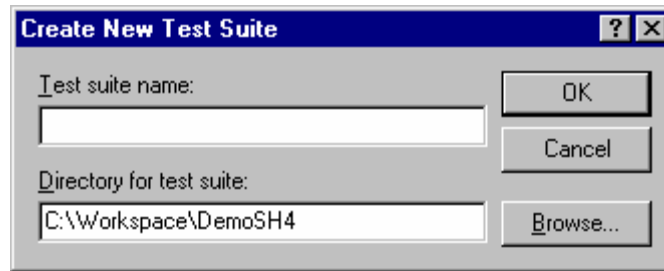 Create New Test Suite
? ×
Test suite name:
OK
Cancel
Directory for test suite:
C:\Workspace\DemoSH4
Browse...